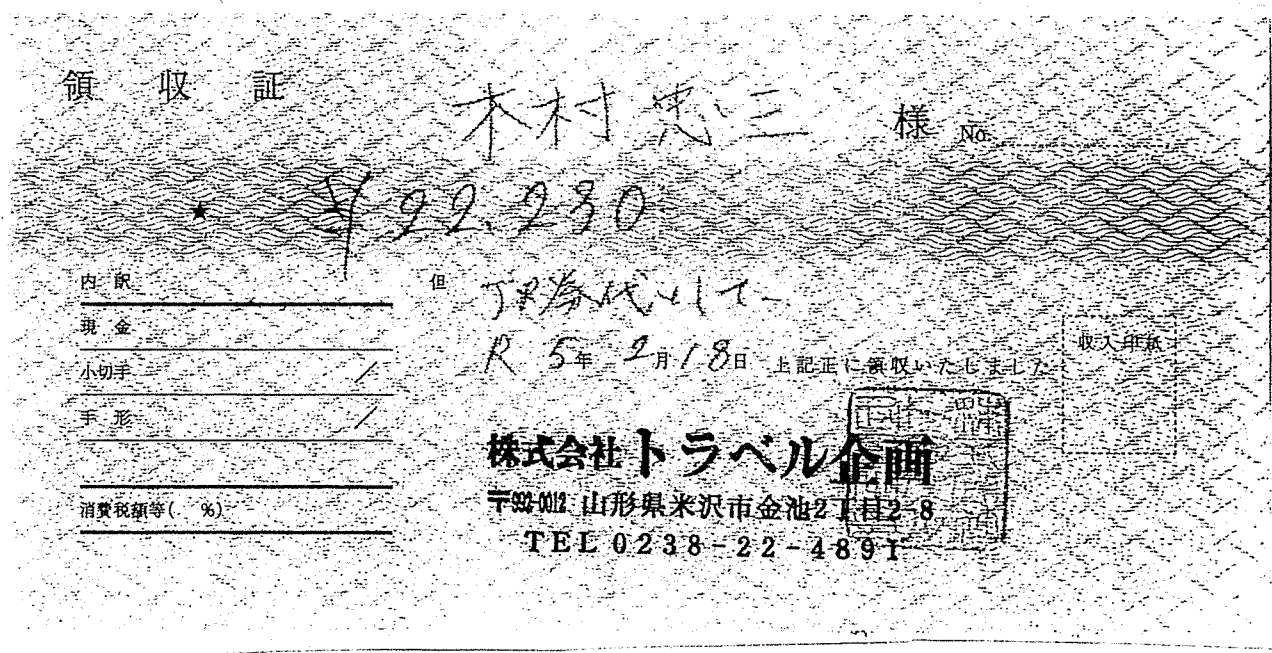 領 収 証 木村忠三 様 No.
★ ¥22,230
内 訳 但 JR券代として
現 金
小切手
手 形
R 5年 2月18日 上記正に領収いたしました
収入印紙
株式会社トラベル企画
〒992-0012 山形県米沢市金池2丁目2-8
TEL 0238-22-4891
消費税額等( %)